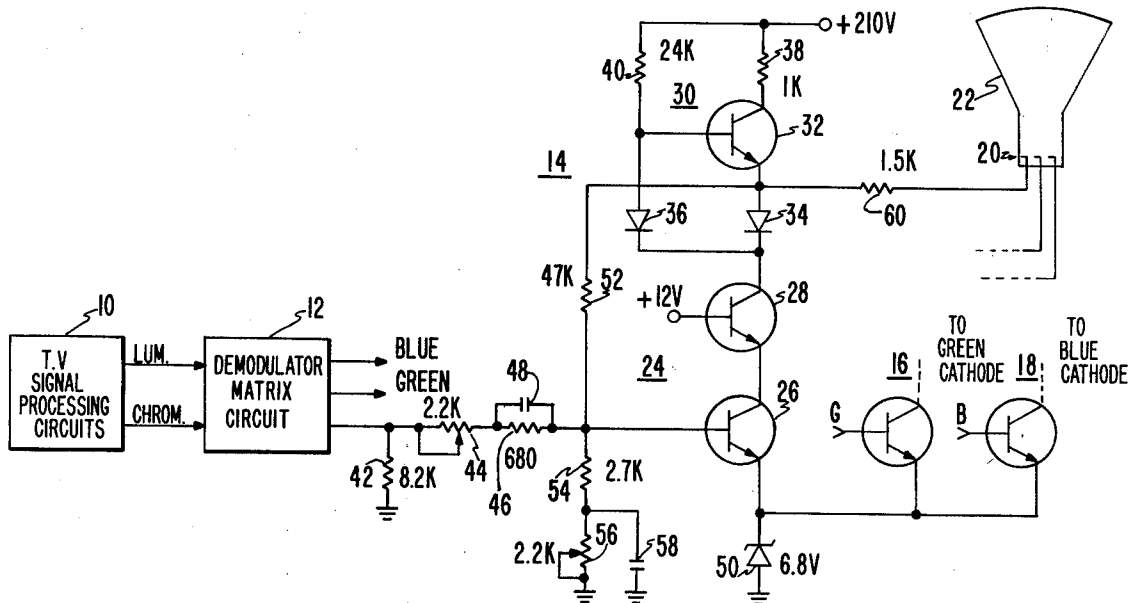 +210V
24K
38
40
1K
30
32
22
14
20
1.5K
36
34
60
47K
52
+12V
28
10
12
T.V
SIGNAL
PROCESSING
CIRCUITS
LUM.
CHROM.
DEMODULATOR
MATRIX
CIRCUIT
BLUE
GREEN
24
26
TO
GREEN
CATHODE
16
TO
BLUE
CATHODE
18
G
B
2.2K
48
42
8.2K
44
46
680
54
2.7K
56
2.2K
58
50
6.8V